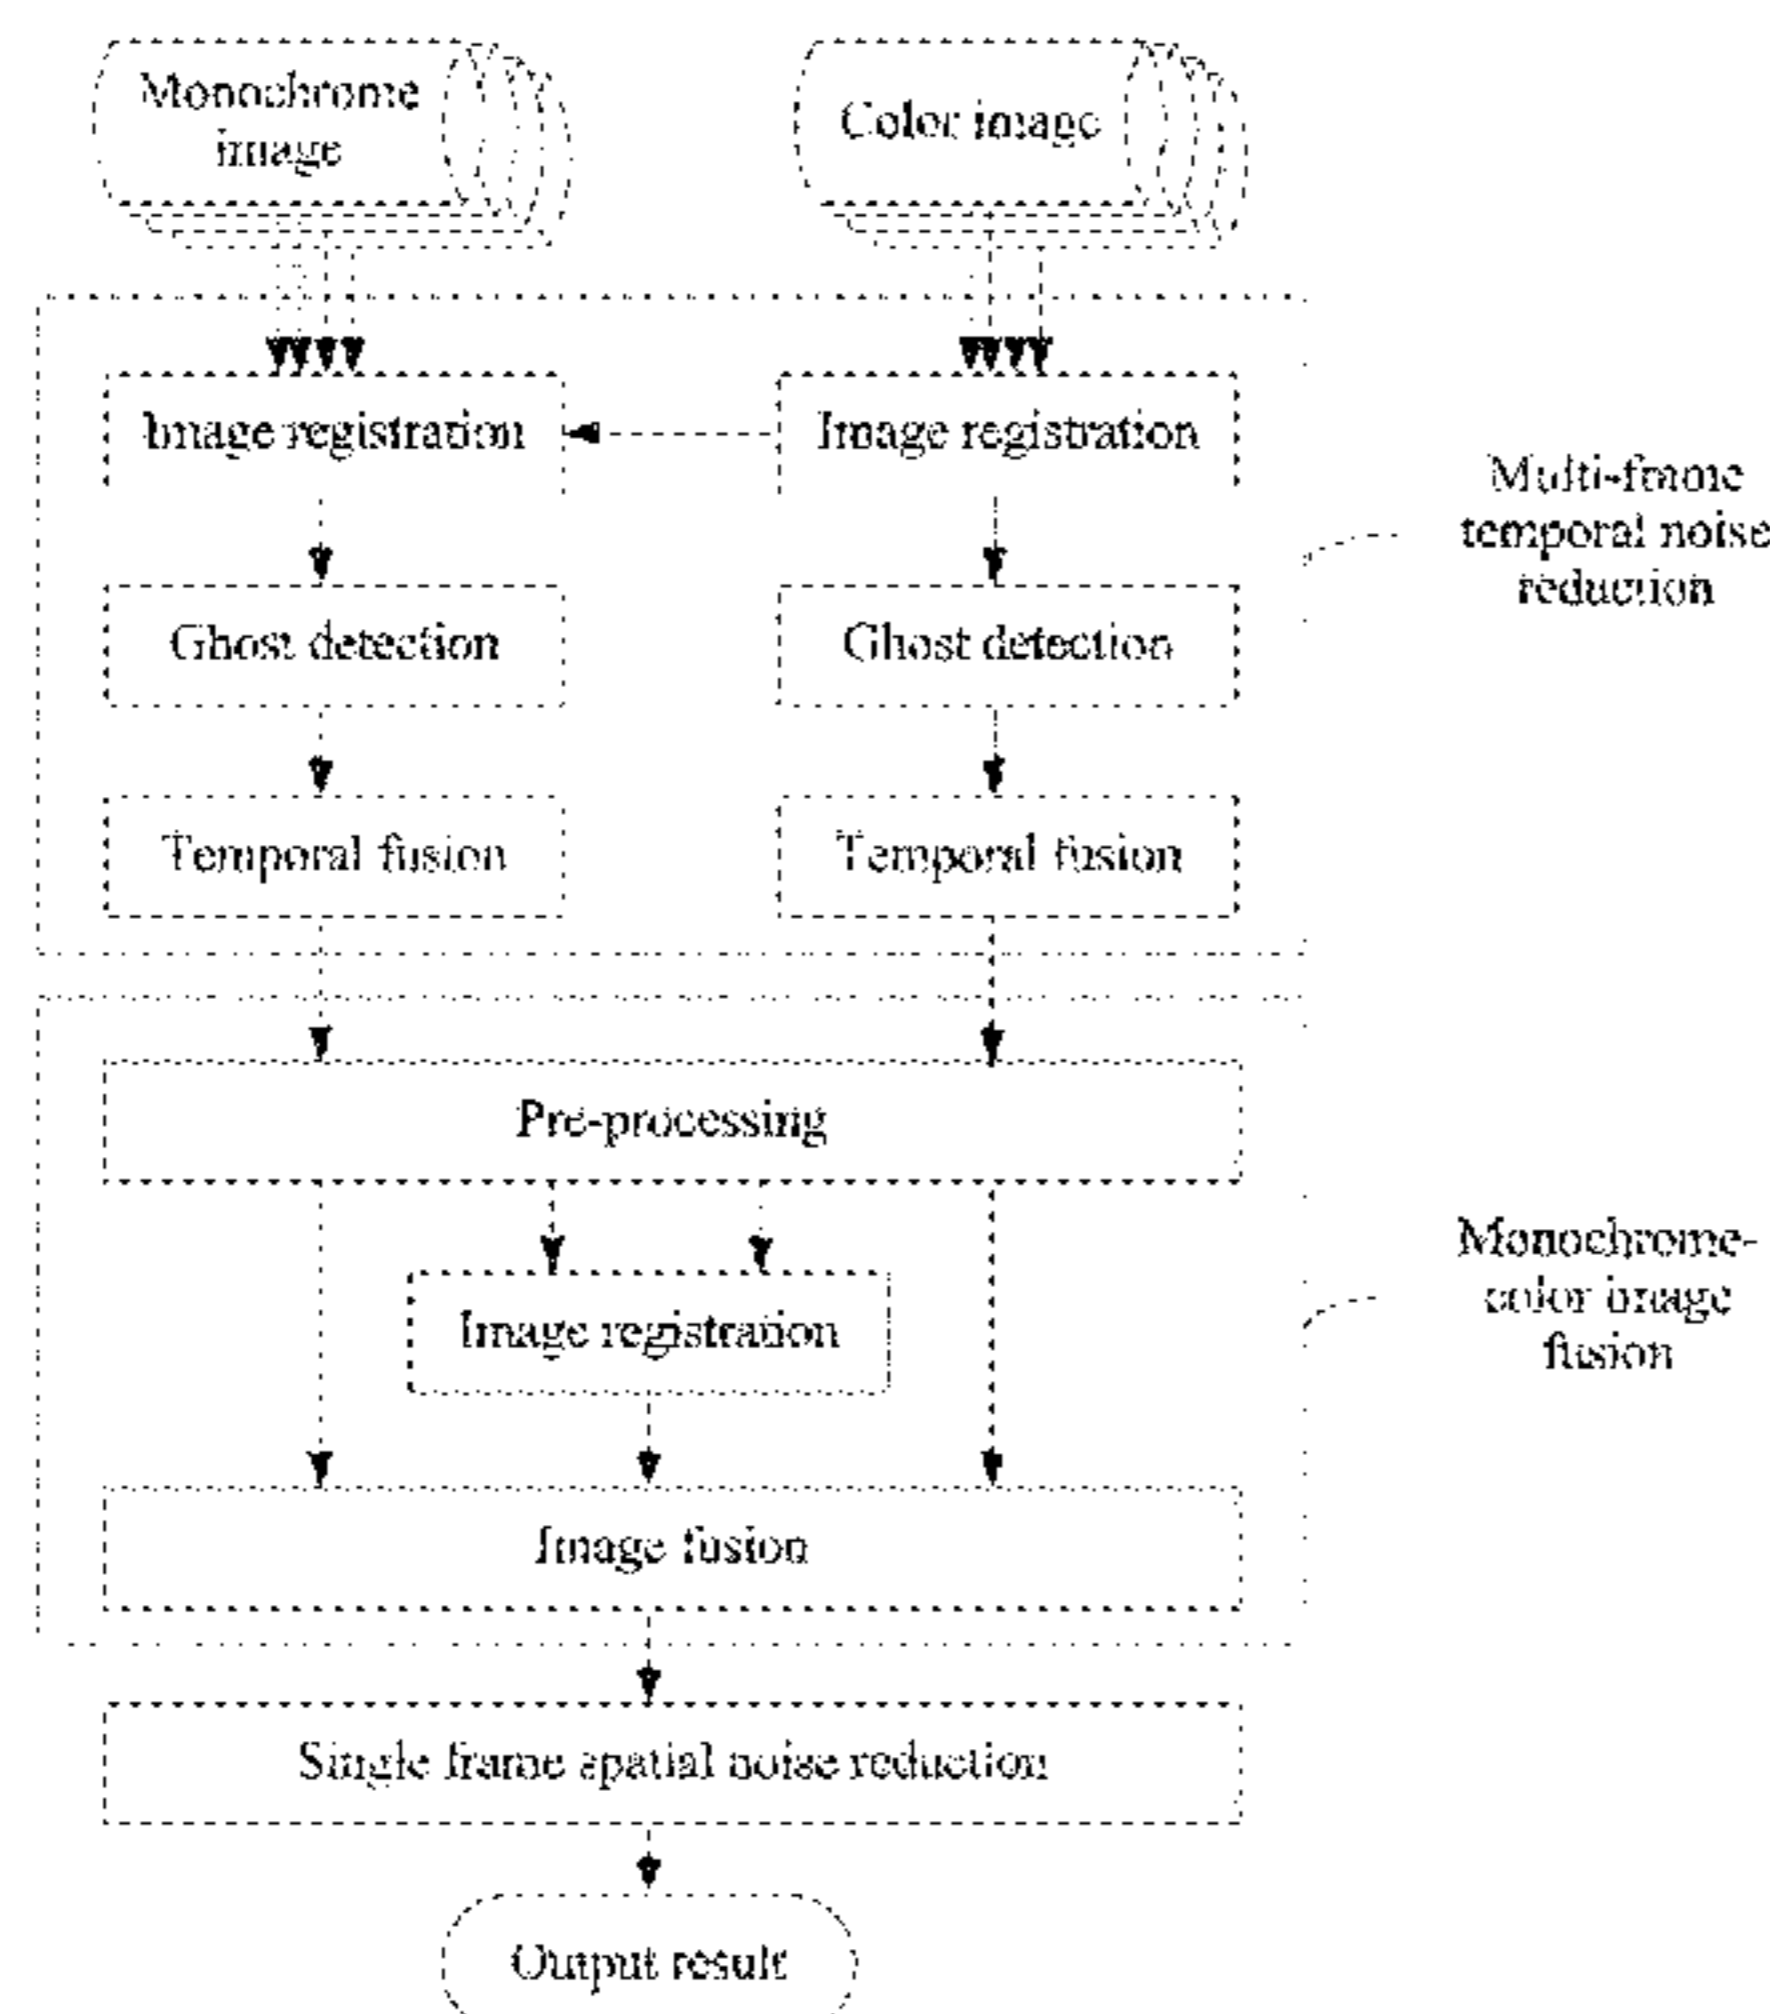 Monochrome
image
Color image
Image registration
Image registration
Multi-frame
temporal noise
reduction
Ghost detection
Ghost detection
Temporal fusion
Temporal fusion
Pre-processing
Image registration
Monochrome-
color image
fusion
Image fusion
Single frame spatial noise reduction
Output result